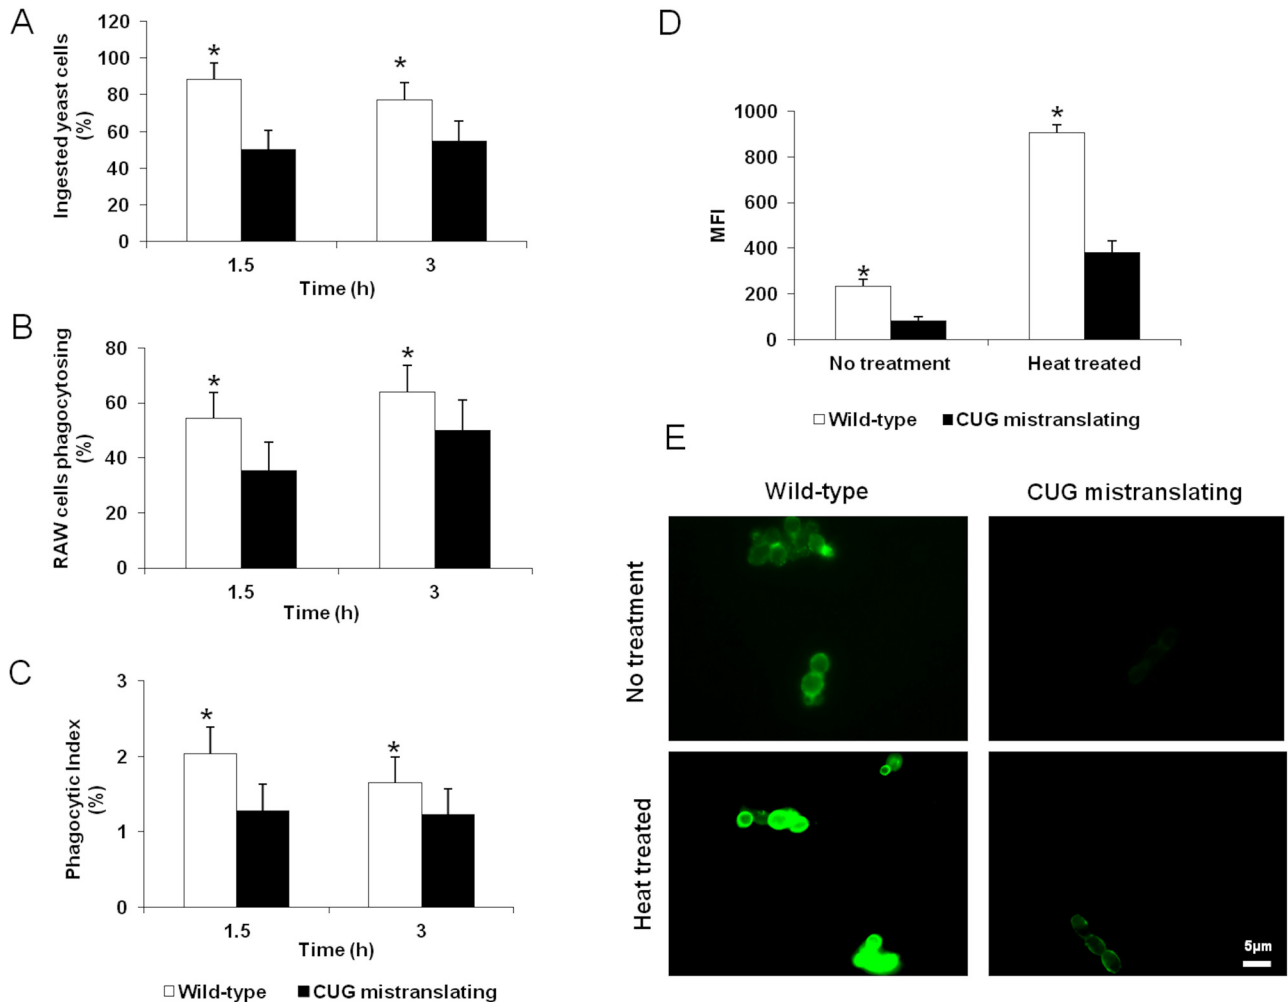 A
Ingested yeast cells
(%)
120
100
80
60
40
20
0
*
*
1.5
3
Time (h)
B
RAW cells phagocytosing
(%)
80
60
40
20
0
*
*
1.5
3
Time (h)
C
Phagocytic Index
(%)
3
2
1
0
*
*
1.5
3
Time (h)
Wild-type
CUG mistranslating
D
MFI
1000
800
600
400
200
0
*
*
No treatment
Heat treated
Wild-type
CUG mistranslating
E
Wild-type
CUG mistranslating
No treatment
Heat treated
5µm